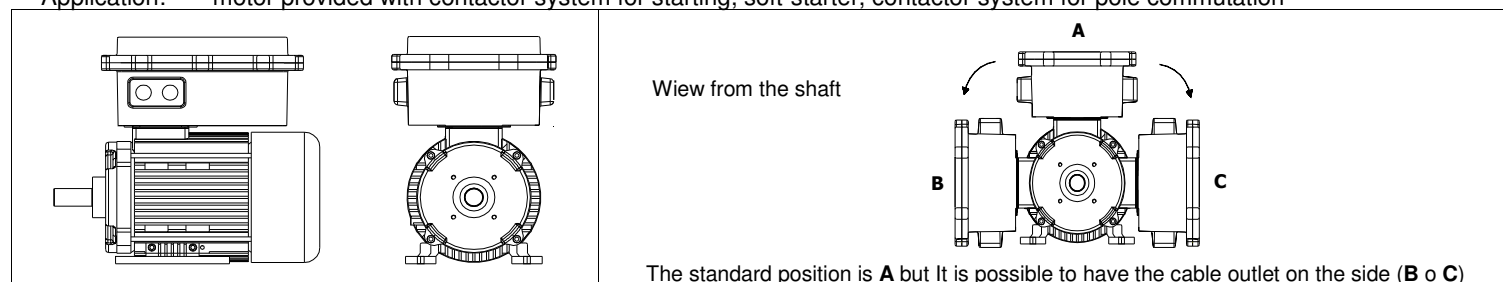 Application: motor provided with contactor system for starting, soft starter, contactor system for pole commutation
A
Wiew from the shaft
B
C
The standard position is A but It is possible to have the cable outlet on the side (B o C)